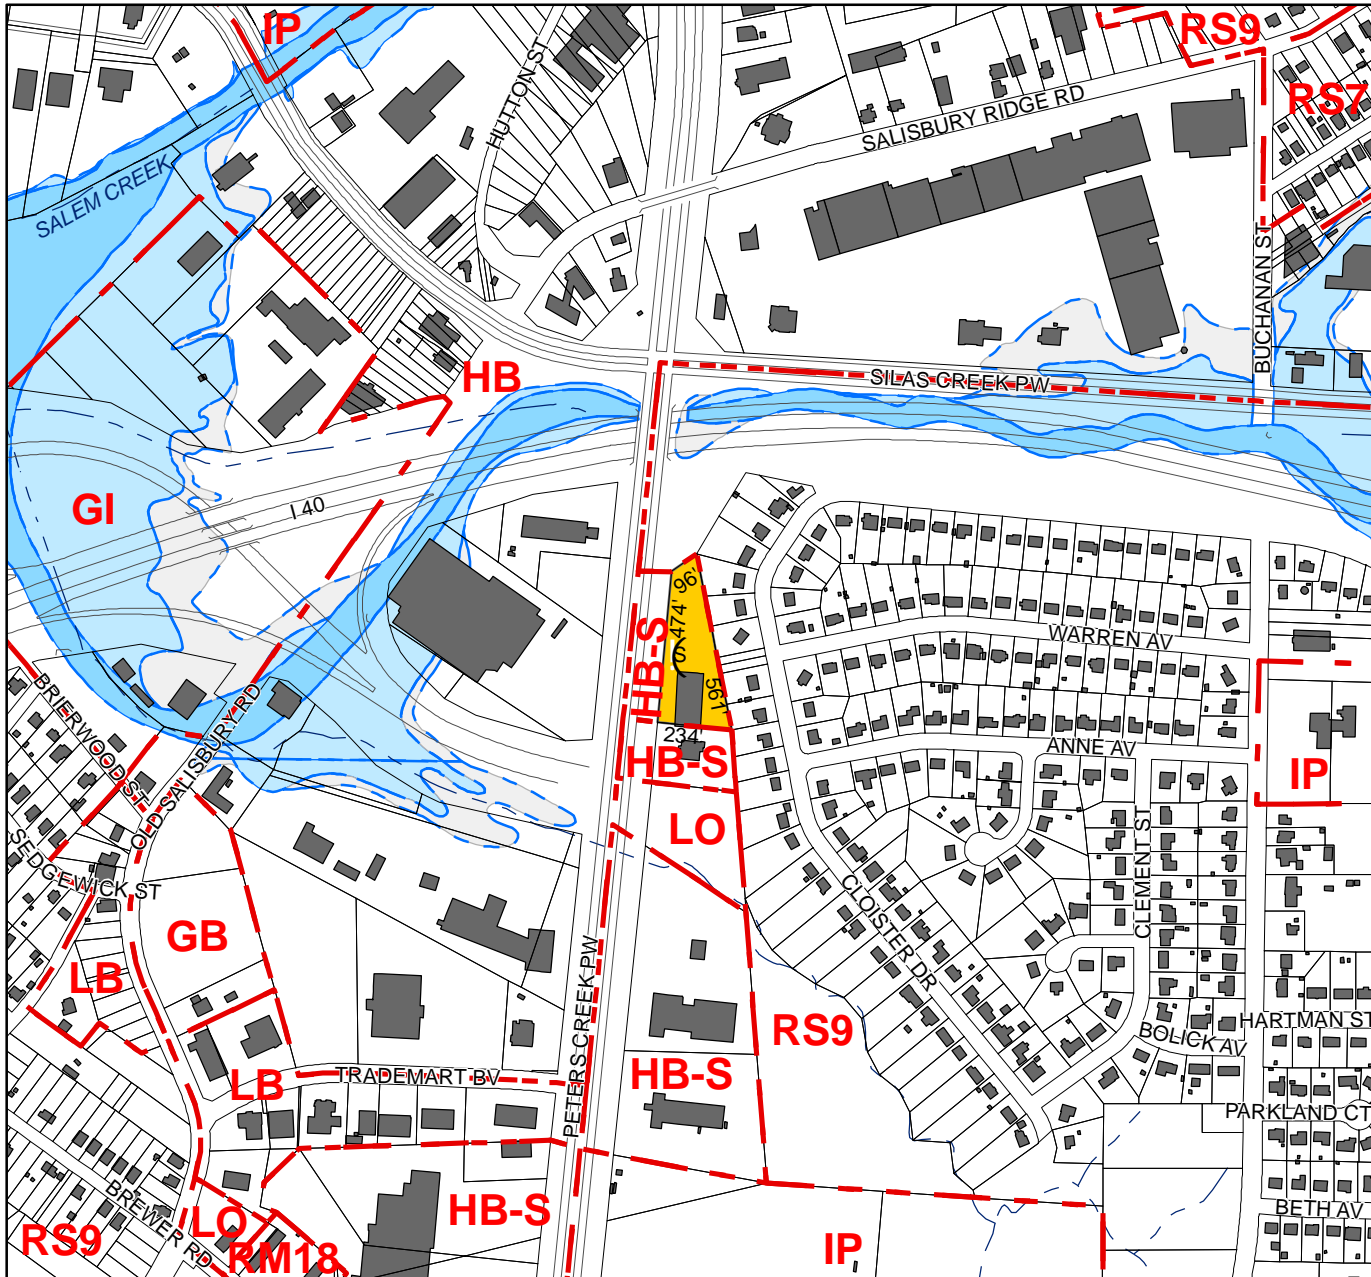 IP
RS9
HUTTON ST
RS7
SALISBURY RIDGE RD
SALEM CREEK
BUCHANAN ST
HB
SILAS CREEK PW
GI
I 40
96'
474'
HB-S
WARREN AV
561'
BRIERWOOD ST
OLD SALISBURY RD
234'
ANNE AV
HB-S
IP
LO
SEDGEWICK ST
CLEMENT ST
CLOISTER DR
GB
LB
PETERS CREEK PW
RS9
HARTMAN ST
BOLICK AV
TRADEMART BV
LB
HB-S
PARKLAND CT
BREWER RD
HB-S
BETH AV
LO
RS9
RM18
IP